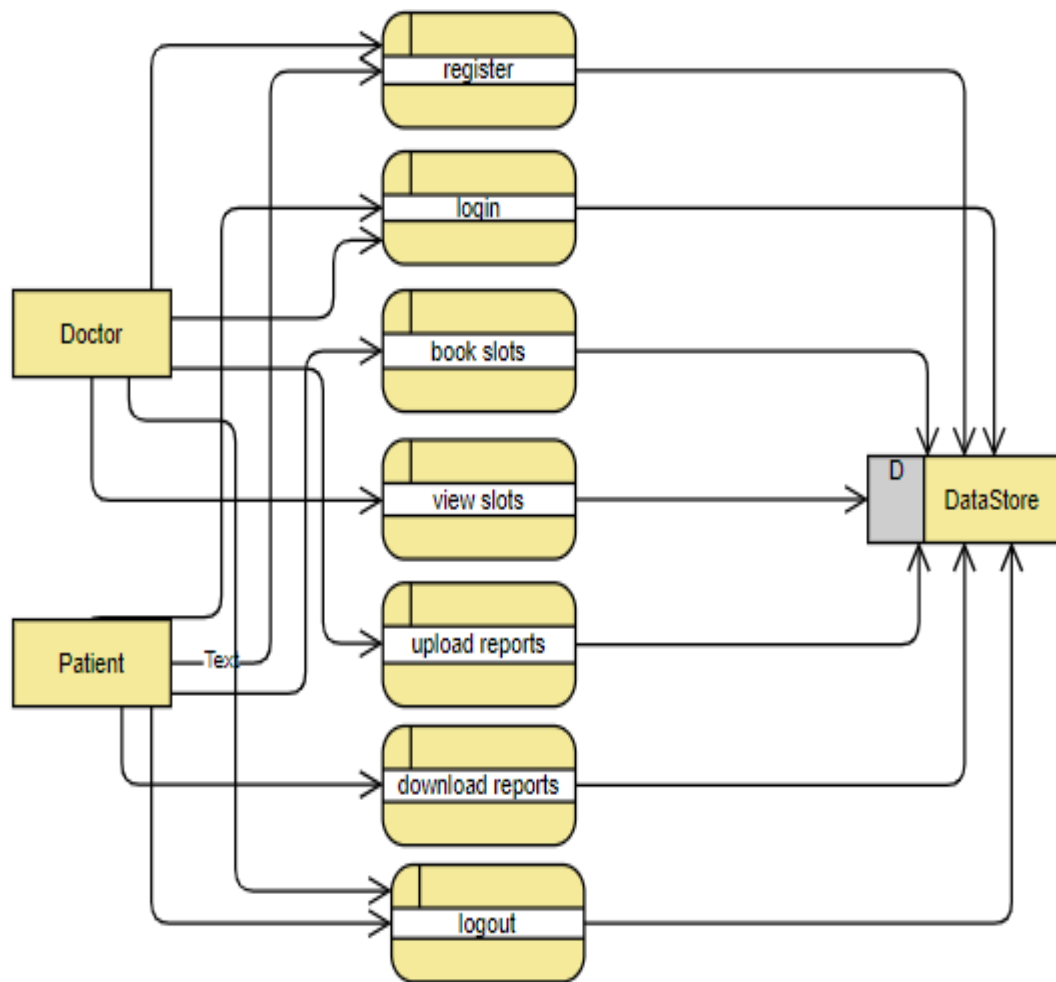 register
login
Doctor
book slots
D
view slots
DataStore
upload reports
Patient
Text
download reports
logout